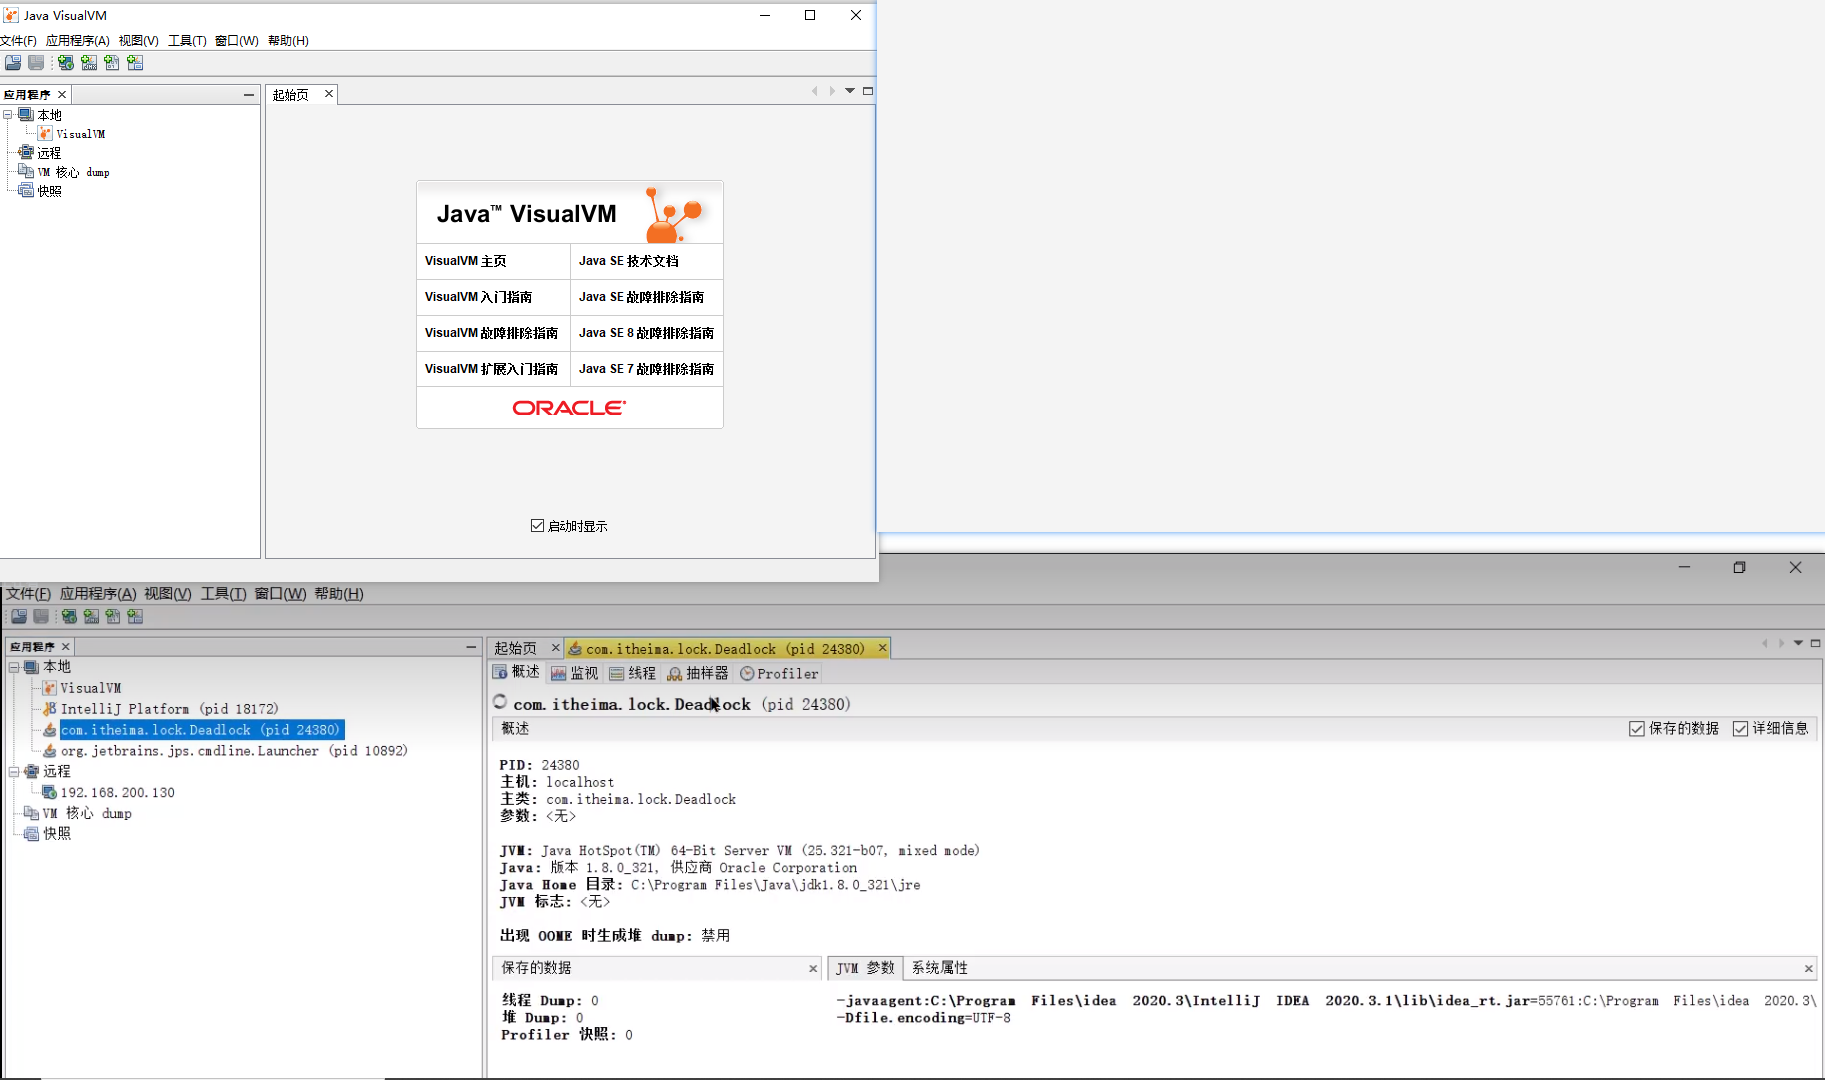 Java VisualVM
文件(F) 应用程序(A) 视图(V) 工具(T) 窗口(W) 帮助(H)
应用程序
本地
VisualVM
远程
VM 核心 dump
快照
起始页
Java™ VisualVM
VisualVM 主页
Java SE 技术文档
VisualVM 入门指南
Java SE 故障排除指南
VisualVM 故障排除指南
Java SE 8 故障排除指南
VisualVM 扩展入门指南
Java SE 7 故障排除指南
ORACLE
启动时显示
文件(F) 应用程序(A) 视图(V) 工具(T) 窗口(W) 帮助(H)
应用程序
本地
VisualVM
IntelliJ Platform (pid 18172)
com.itheima.lock.Deadlock (pid 24380)
org.jetbrains.jps.cmdline.Launcher (pid 10892)
远程
192.168.200.130
VM 核心 dump
快照
起始页 com.itheima.lock.Deadlock (pid 24380)
概述 监视 线程 抽样器 Profiler
com.itheima.lock.Deadlock (pid 24380)
概述 保存的数据 详细信息
PID: 24380
主机: localhost
主类: com.itheima.lock.Deadlock
参数: <无>
JVM: Java HotSpot(TM) 64-Bit Server VM (25.321-b07, mixed mode)
Java: 版本 1.8.0_321, 供应商 Oracle Corporation
Java Home 目录: C:\Program Files\Java\jdk1.8.0_321\jre
JVM 标志: <无>
出现 OOME 时生成堆 dump: 禁用
保存的数据
线程 Dump: 0
堆 Dump: 0
Profiler 快照: 0
JVM 参数 系统属性
-javaagent:C:\Program Files\idea 2020.3\IntelliJ IDEA 2020.3.1\lib\idea_rt.jar=55761:C:\Program Files\idea 2020.3\
-Dfile.encoding=UTF-8